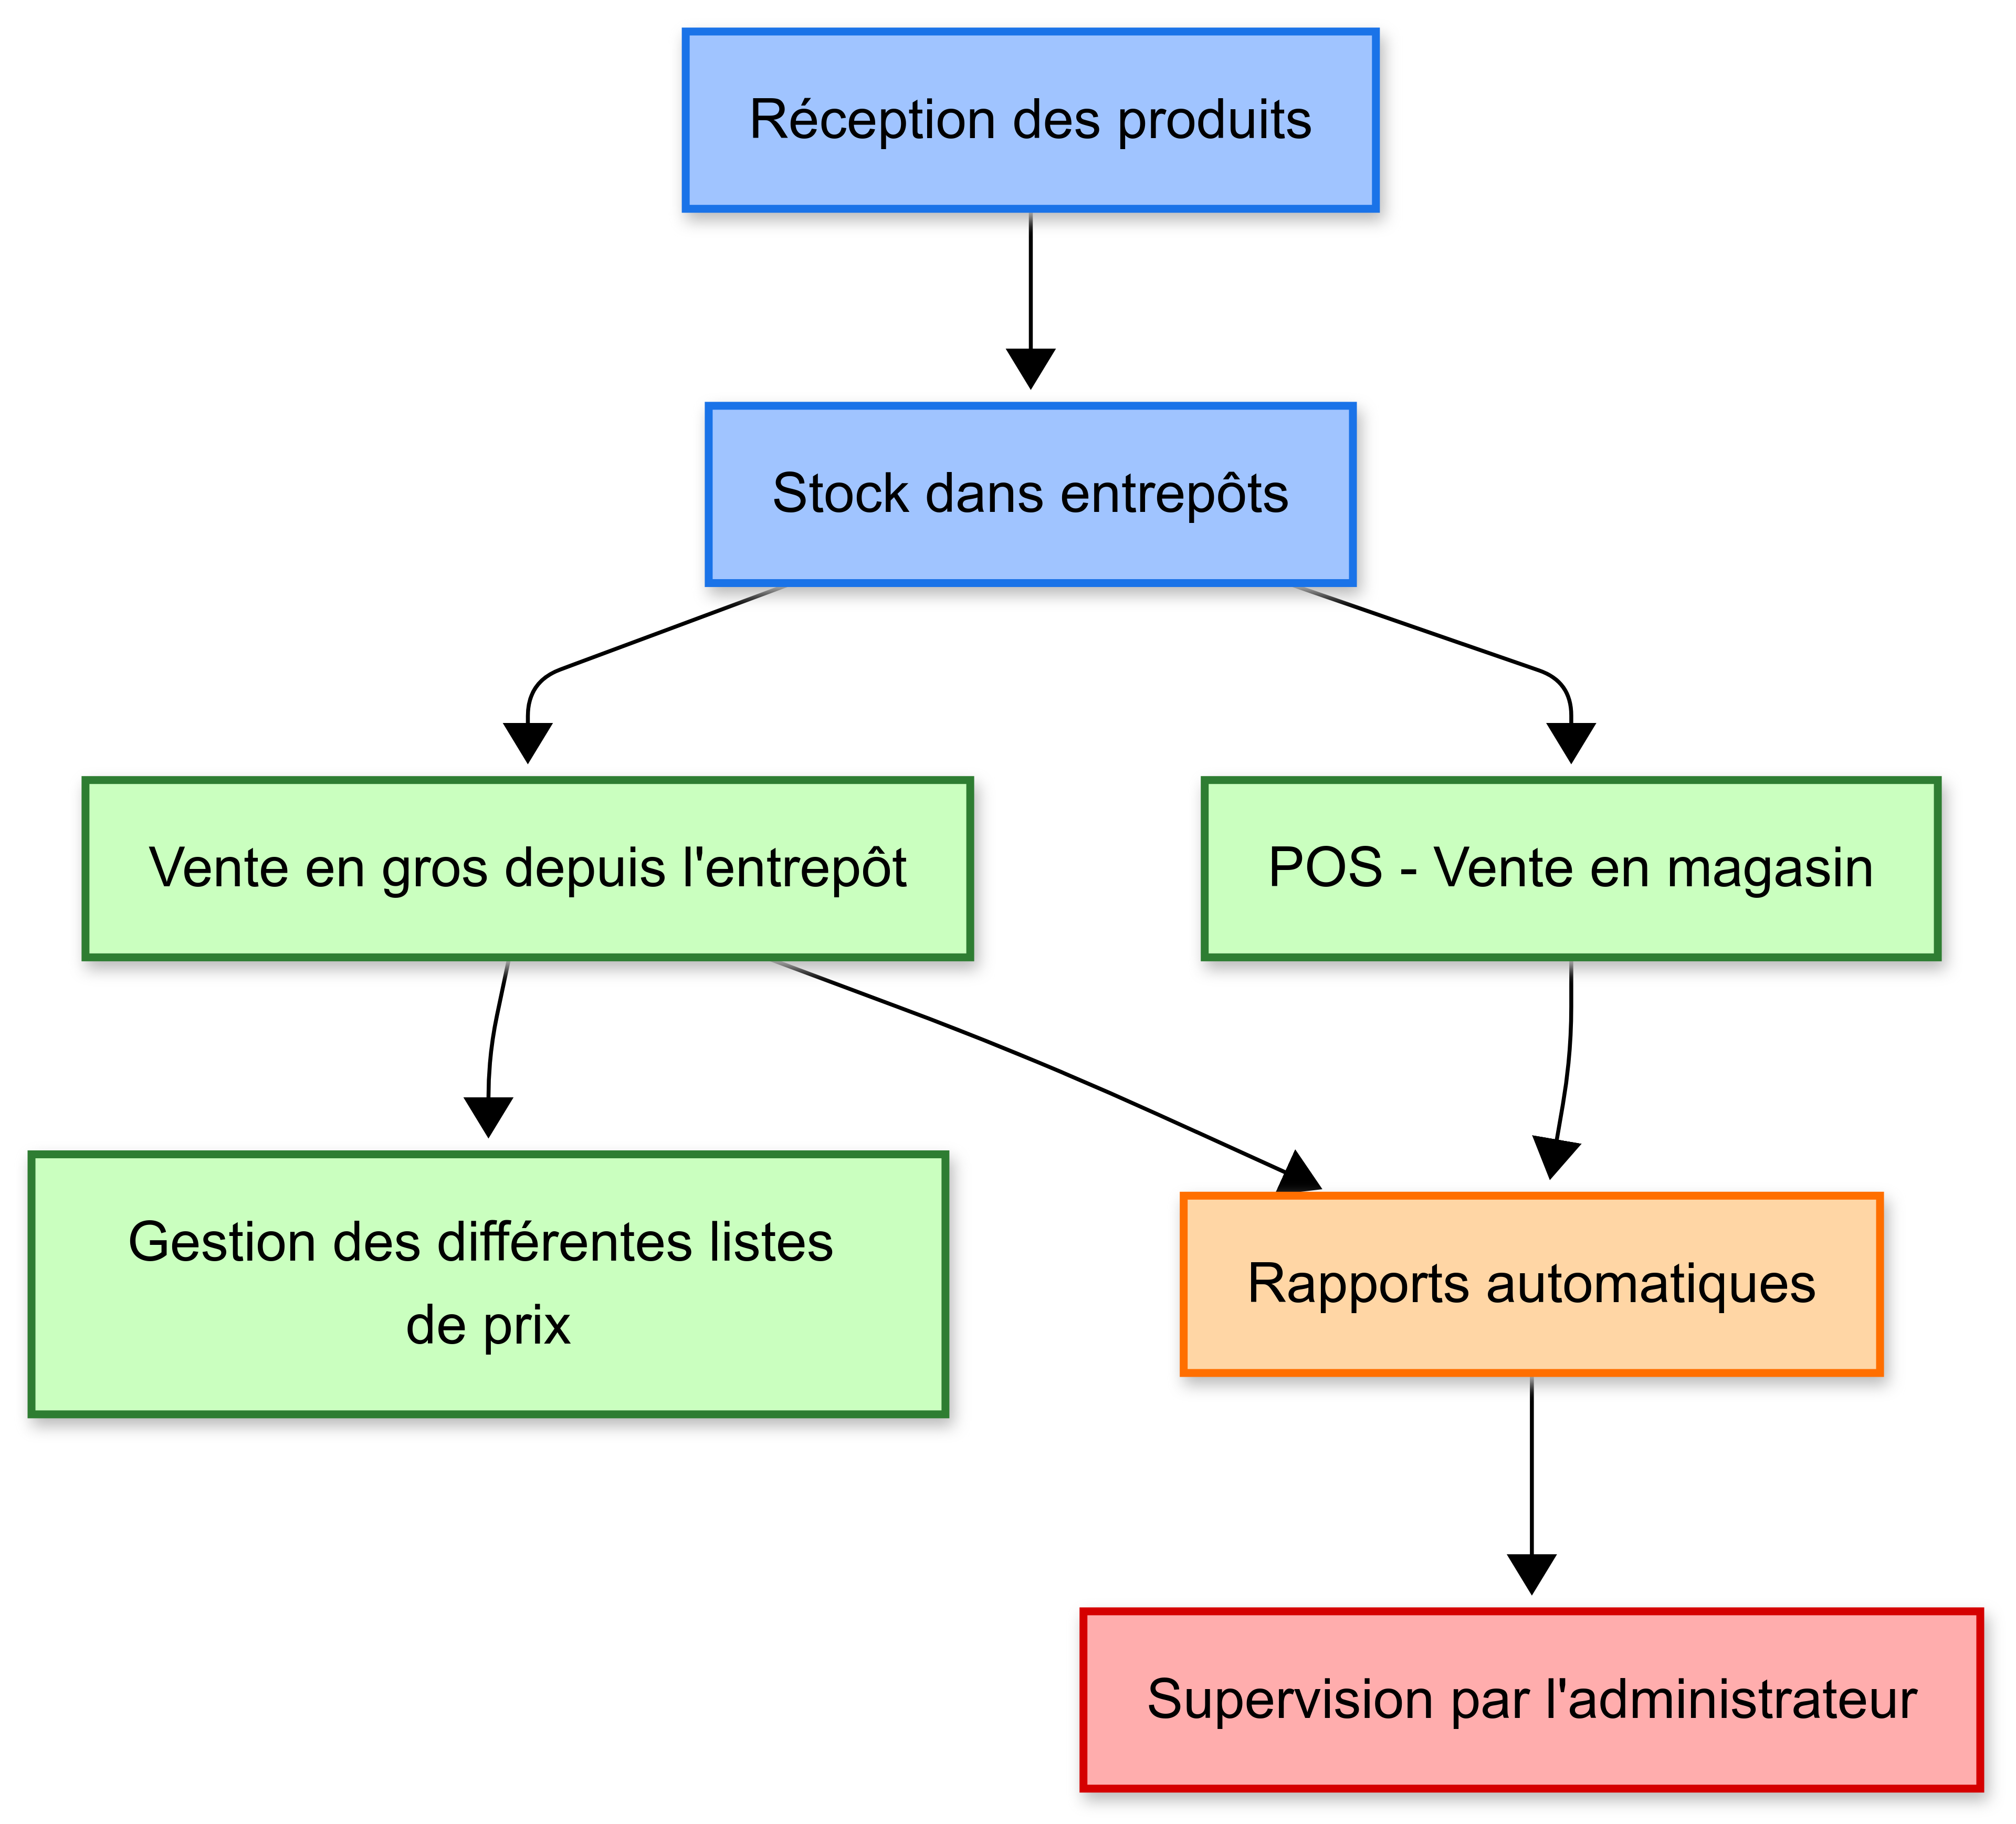 Réception des produits
Stock dans entrepôts
Vente en gros depuis l'entrepôt
POS - Vente en magasin
Gestion des différentes listes
de prix
Rapports automatiques
Supervision par l'administrateur